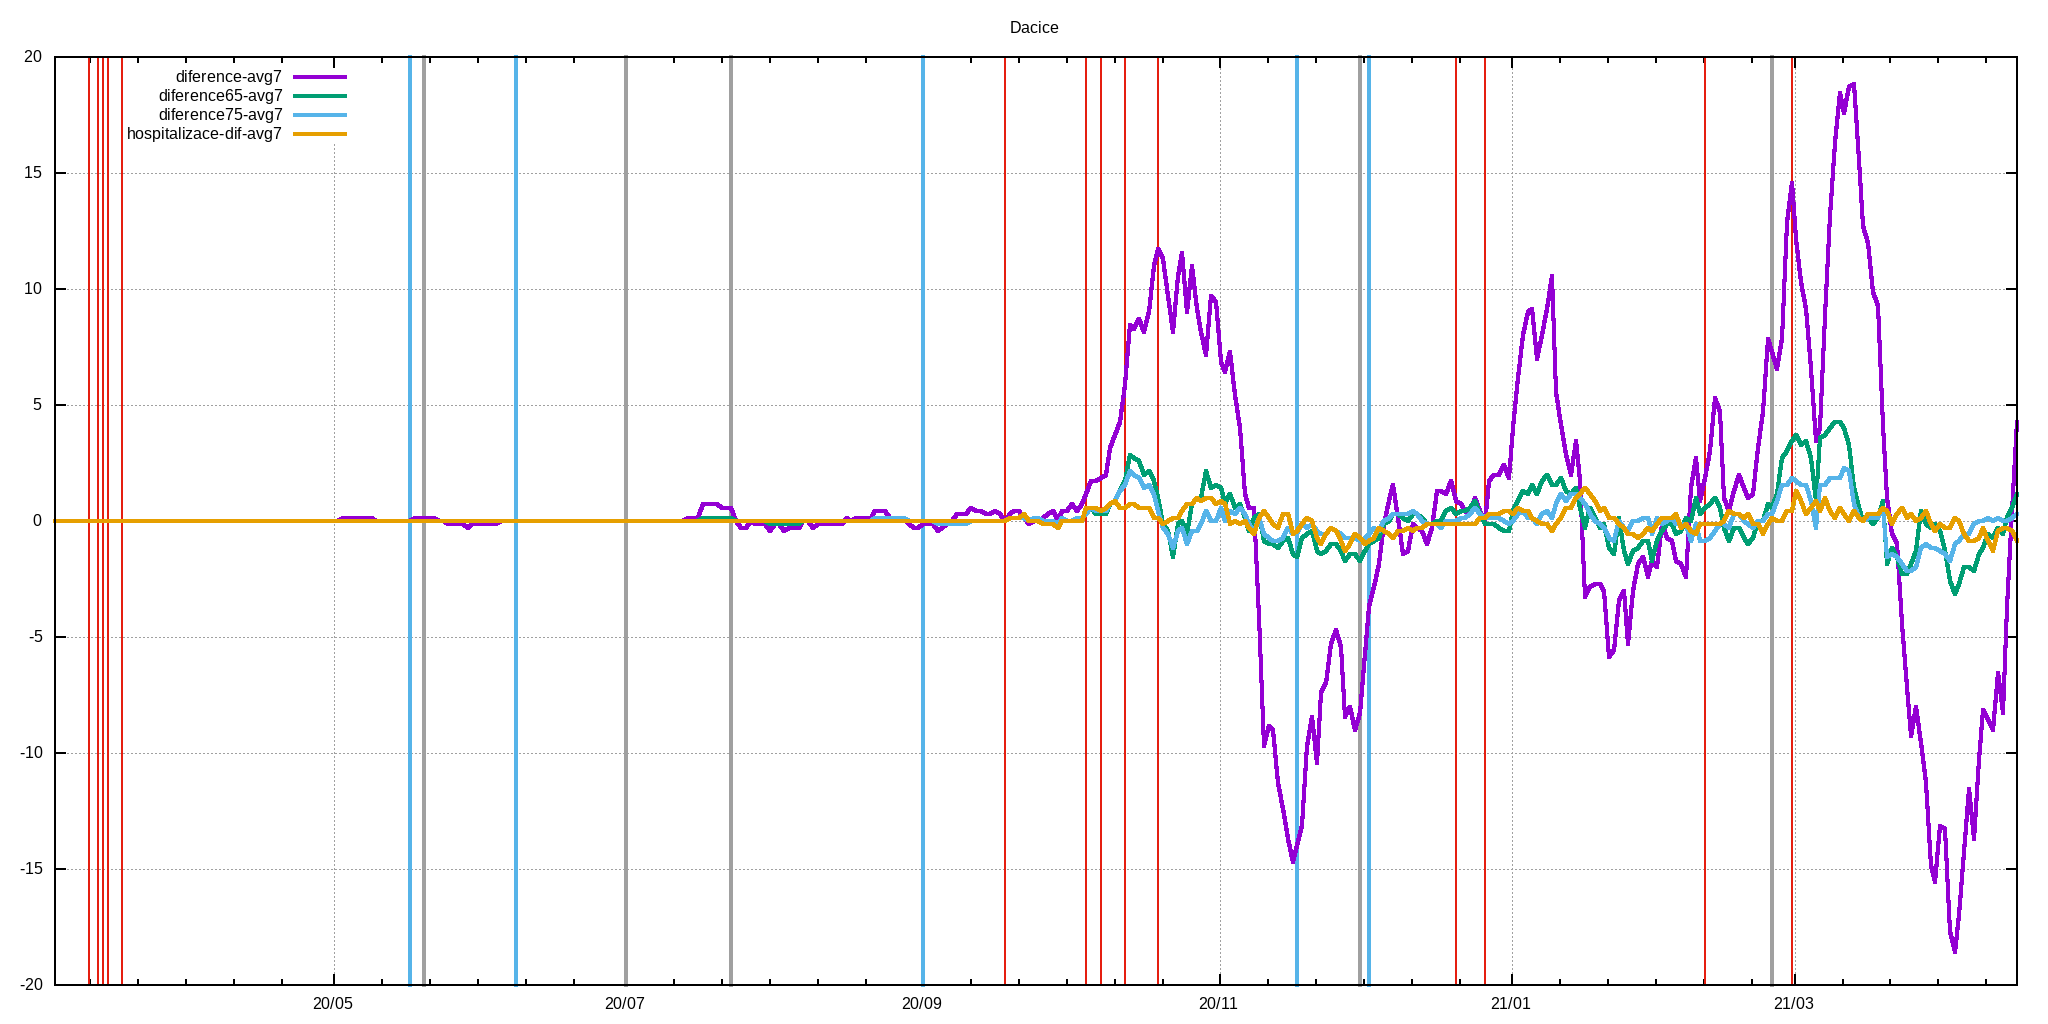 Dacice
diference-avg7
diference65-avg7
diference75-avg7
hospitalizace-dif-avg7
20
15
10
5
0
-5
-10
-15
-20
20/05 20/07 20/09 20/11 21/01 21/03